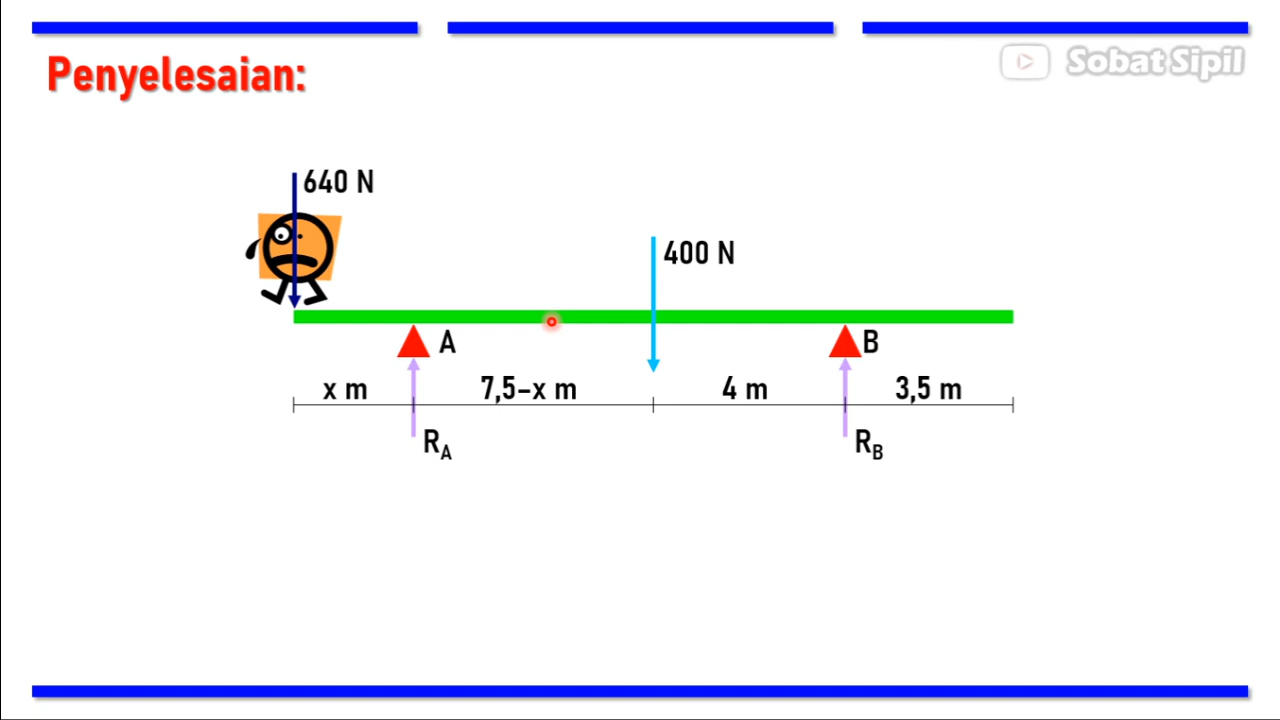 Sobat Sipil
Penyelesaian:
640 N
400 N
A
B
x m
7,5-x m
4 m
3,5 m
RA
RB